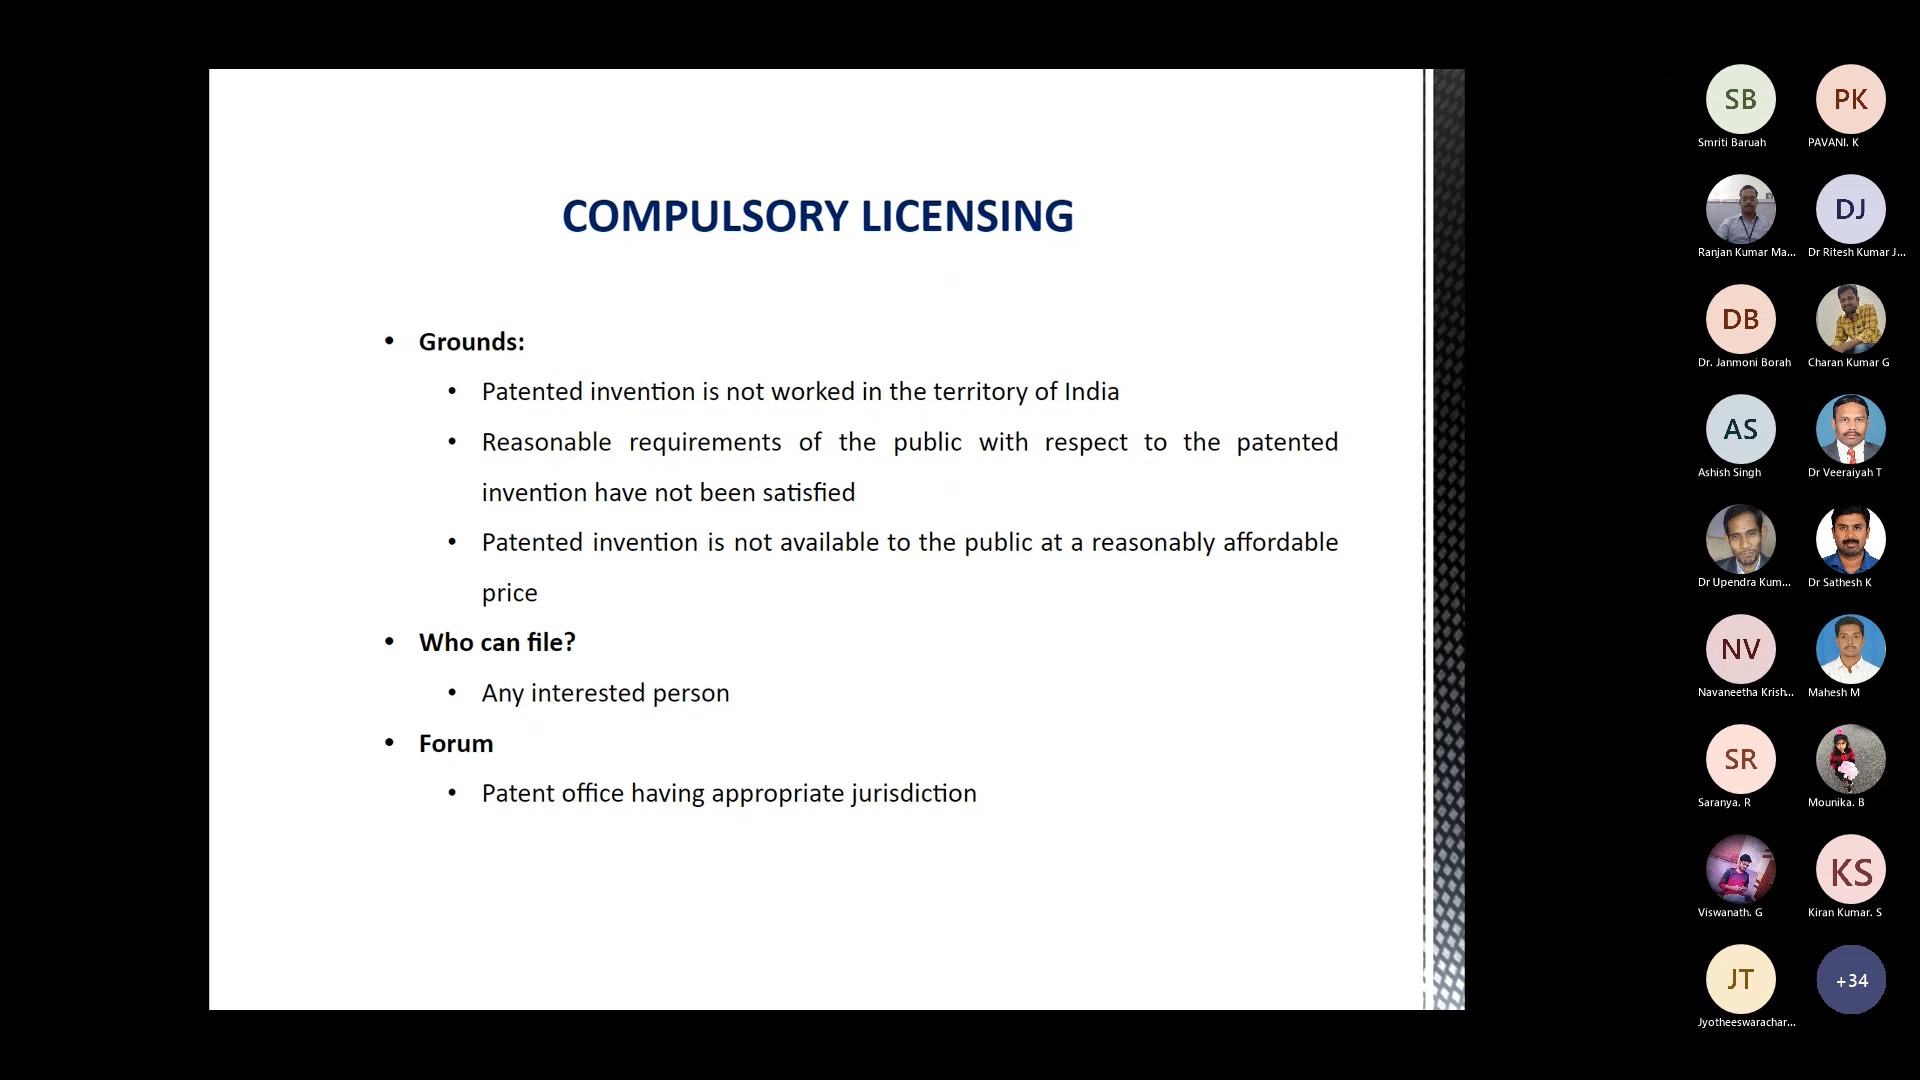 COMPULSORY LICENSING
• Grounds:
• Patented invention is not worked in the territory of India
• Reasonable requirements of the public with respect to the patented
invention have not been satisfied
• Patented invention is not available to the public at a reasonably affordable
price
• Who can file?
• Any interested person
• Forum
• Patent office having appropriate jurisdiction
SB
Smriti Baruah
PK
PAVANI. K
Ranjan Kumar Ma...
DJ
Dr Ritesh Kumar J...
DB
Dr. Janmoni Borah
Charan Kumar G
AS
Ashish Singh
Dr Veeraiyah T
Dr Upendra Kum...
Dr Sathesh K
NV
Navaneetha Krish...
Mahesh M
SR
Saranya. R
Mounika. B
Viswanath. G
KS
Kiran Kumar. S
JT
Jyotheeswarachar...
+34